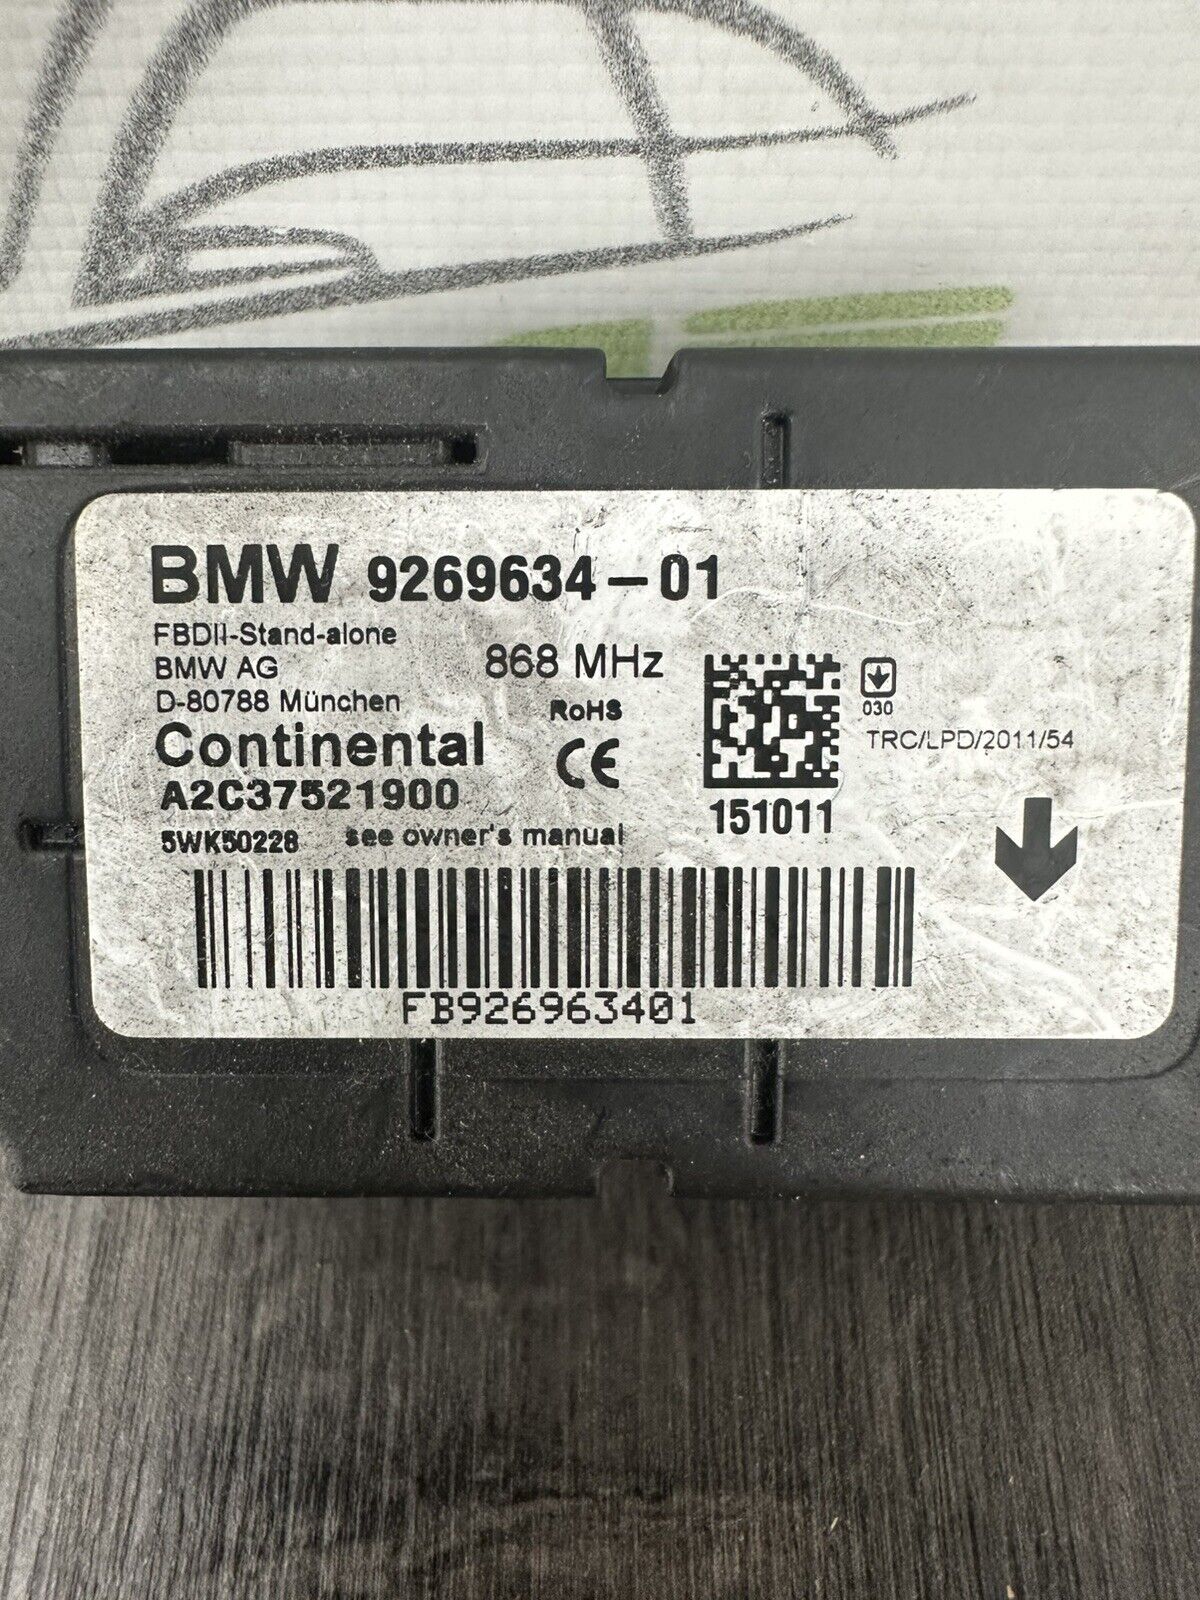 BMW 9269634-01
FBDII-Stand-alone
BMW AG
868 MHz
D-80788 München
RoHS
Continental
CE
A2C37521900
5WK50228 see owner's manual
030
TRC/LPD/2011/54
151011
FB926963401